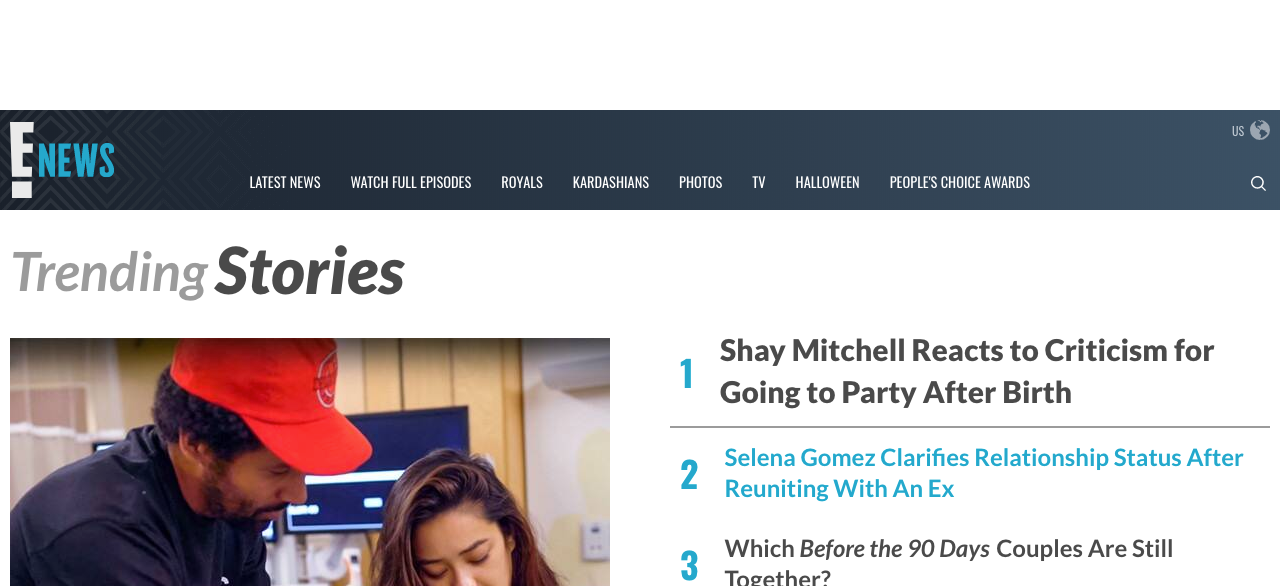 US
E! NEWS
LATEST NEWS WATCH FULL EPISODES ROYALS KARDASHIANS PHOTOS TV HALLOWEEN PEOPLE'S CHOICE AWARDS
Trending Stories
1 Shay Mitchell Reacts to Criticism for
Going to Party After Birth
2 Selena Gomez Clarifies Relationship Status After
Reuniting With An Ex
3 Which Before the 90 Days Couples Are Still
Together?